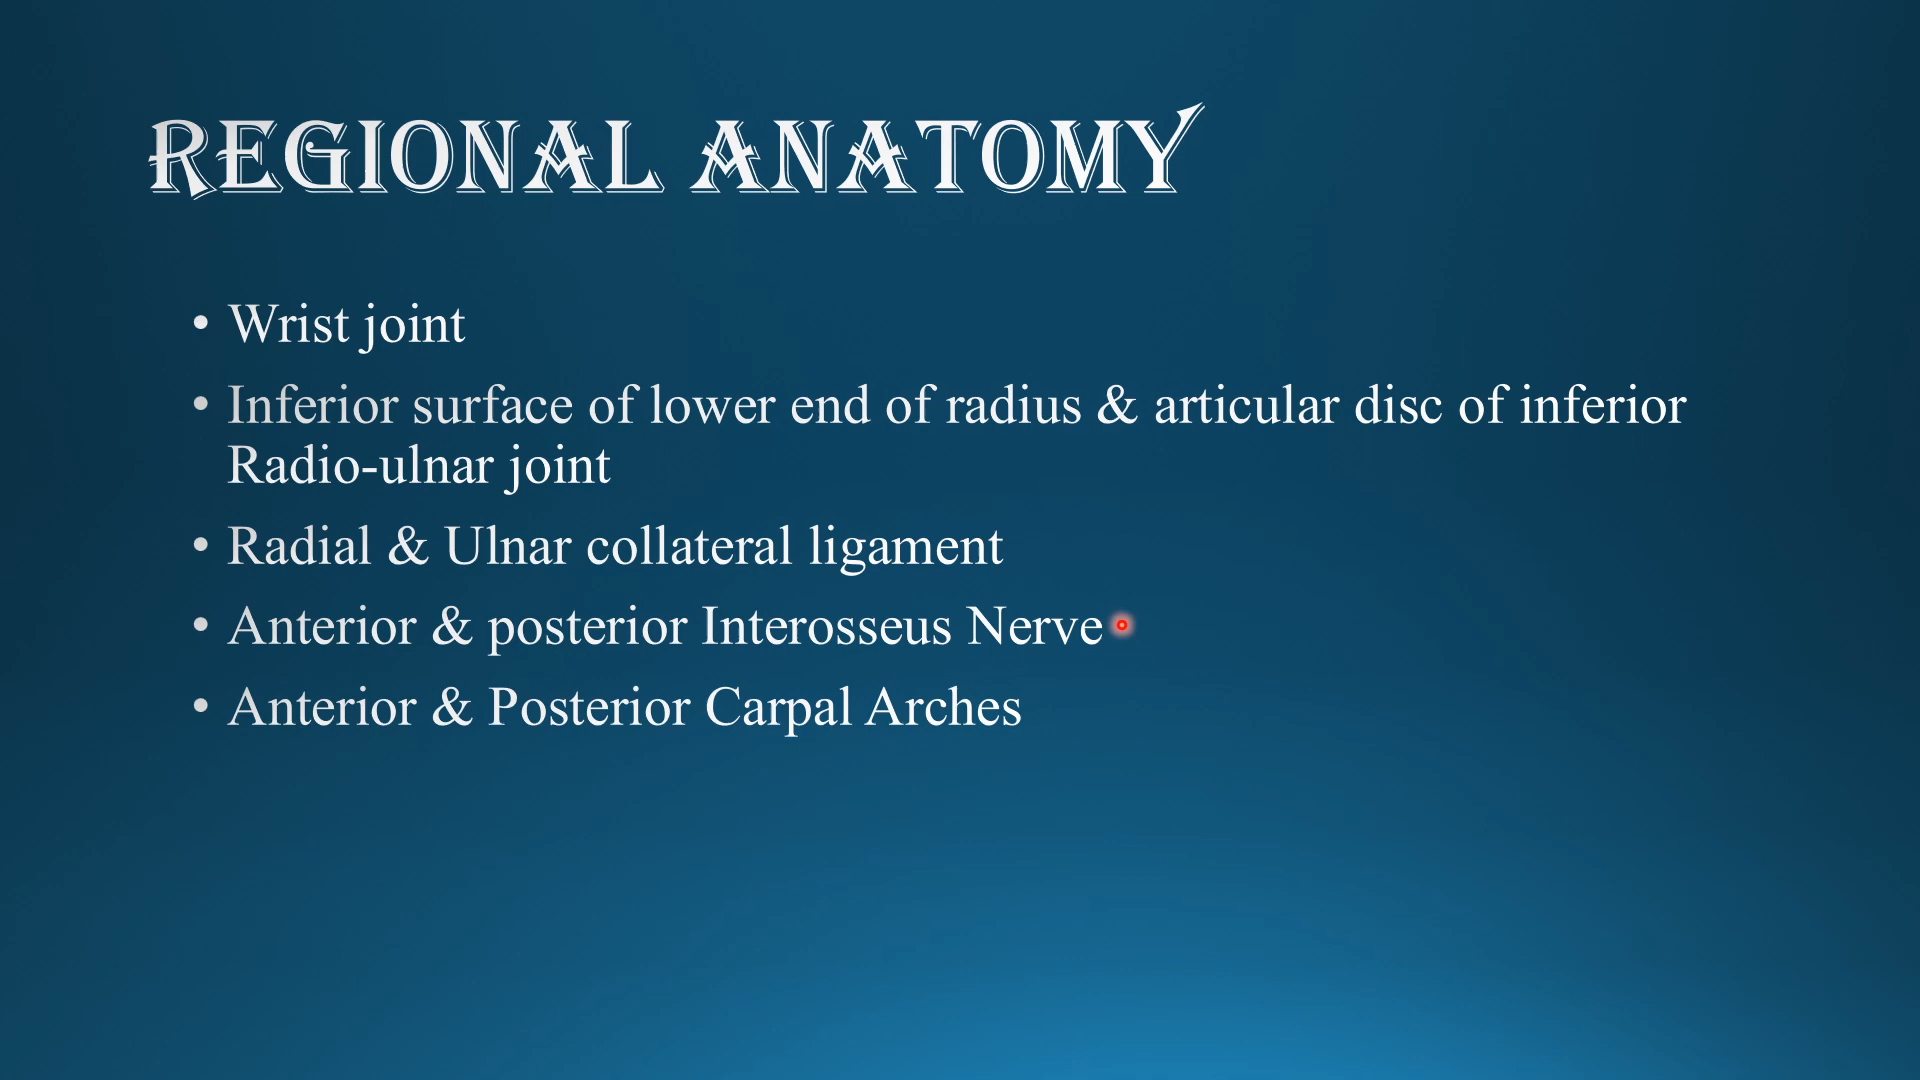 REGIONAL ANATOMY
• Wrist joint
• Inferior surface of lower end of radius & articular disc of inferior
Radio-ulnar joint
• Radial & Ulnar collateral ligament
• Anterior & posterior Interosseus Nerve
• Anterior & Posterior Carpal Arches